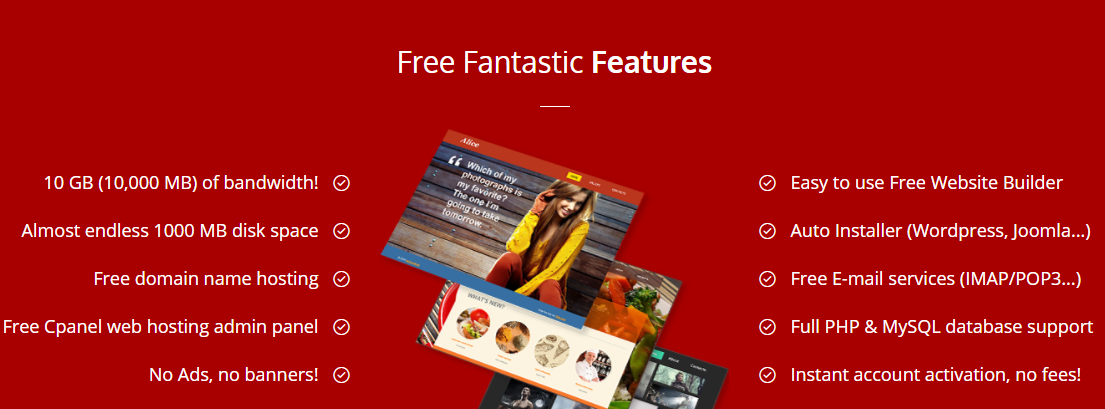 Free Fantastic Features
10 GB (10,000 MB) of bandwidth!
Almost endless 1000 MB disk space
Free domain name hosting
Free Cpanel web hosting admin panel
No Ads, no banners!
Alice
“ Which of my
photographs is
my favorite?
The one I'm
going to take
tomorrow.
WHAT'S NEW?
Easy to use Free Website Builder
Auto Installer (Wordpress, Joomla...)
Free E-mail services (IMAP/POP3...)
Full PHP & MySQL database support
Instant account activation, no fees!